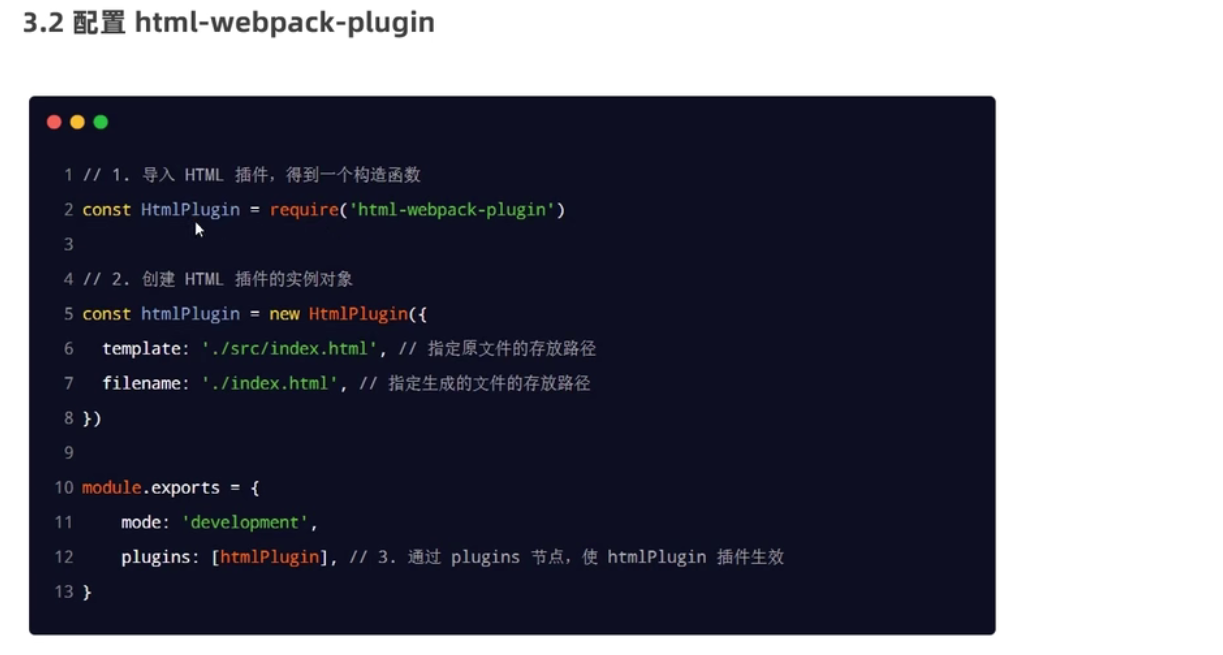 3.2 配置 html-webpack-plugin
1 // 1. 导入 HTML 插件，得到一个构造函数
2 const HtmlPlugin = require('html-webpack-plugin')
3
4 // 2. 创建 HTML 插件的实例对象
5 const htmlPlugin = new HtmlPlugin({
6   template: './src/index.html', // 指定原文件的存放路径
7   filename: './index.html', // 指定生成的文件的存放路径
8 })
9
10 module.exports = {
11     mode: 'development',
12     plugins: [htmlPlugin], // 3. 通过 plugins 节点，使 htmlPlugin 插件生效
13 }